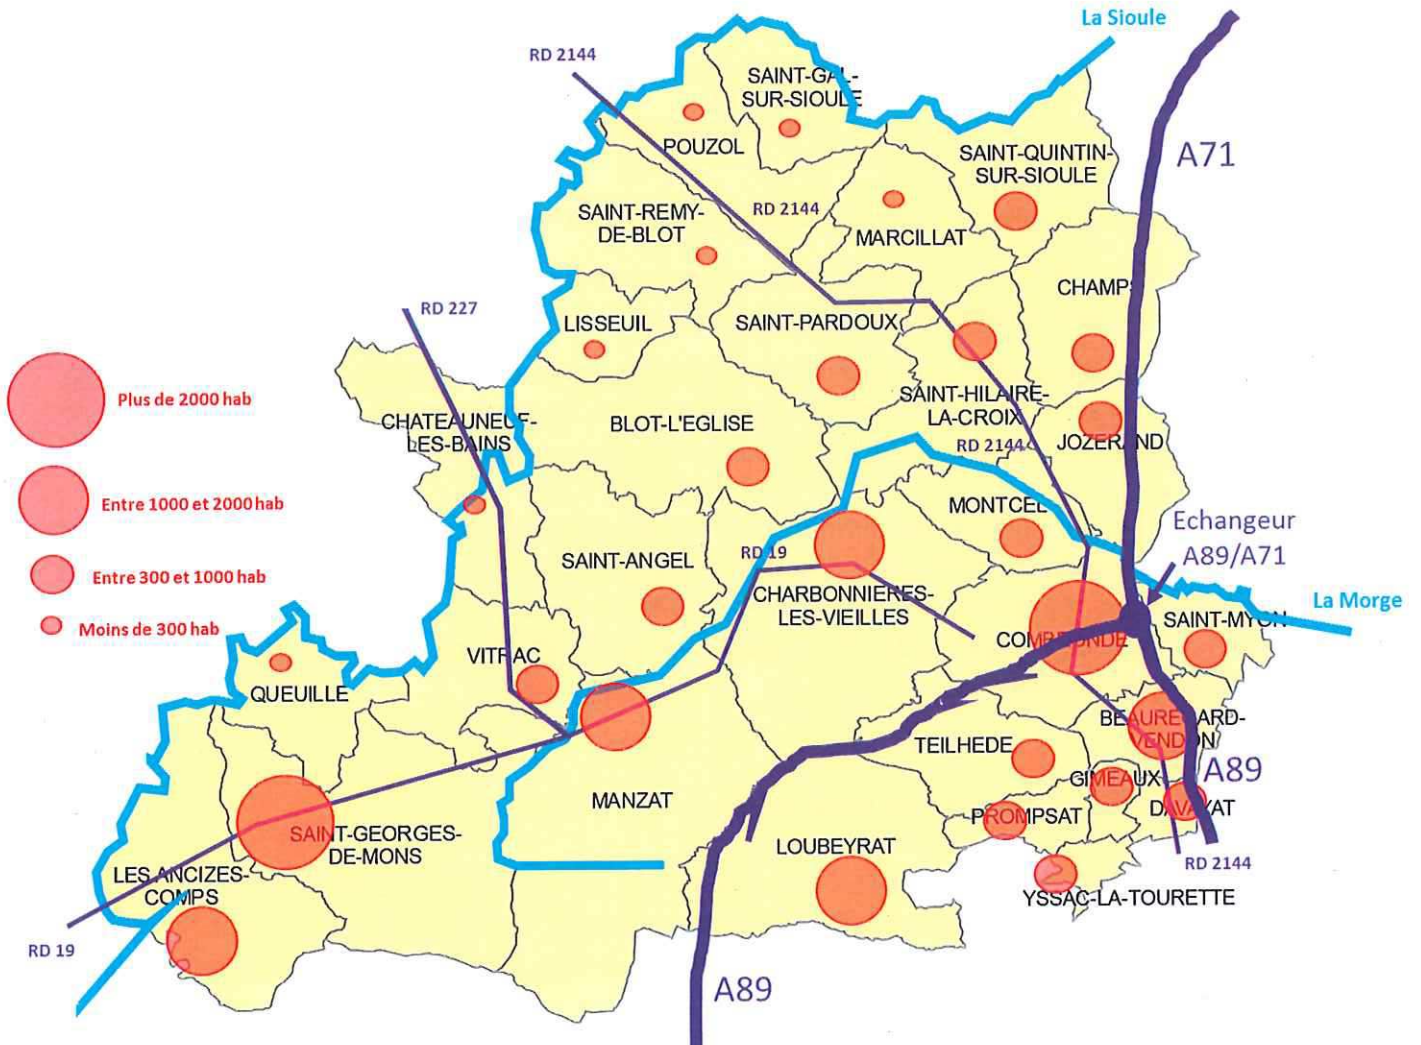 La Sioule
RD 2144
SAINT-GAL-
SUR-SIOULE
POUZOL
SAINT-QUINTIN-
SUR-SIOULE
A71
SAINT-REMY-
DE-BLOT
RD 2144
MARCILLAT
CHAMPS
RD 227
LISSEUIL
SAINT-PARDOUX
Plus de 2000 hab
SAINT-HILAIRE-
LA-CROIX
CHATEAUNEUF-
LES-BAINS
BLOT-L'EGLISE
RD 2144
JOZERAND
Entre 1000 et 2000 hab
MONTCEL
Echangeur
A89/A71
SAINT-ANGEL
RD 19
Entre 300 et 1000 hab
CHARBONNIERES-
LES-VIEILLES
La Morge
Moins de 300 hab
COMBRONDE
SAINT-MYON
VITRAC
QUEUILLE
BEAUREGARD-
VENDON
TEILHEDE
A89
GIMEAUX
MANZAT
PROMPSAT
DAVAYAT
SAINT-GEORGES-
DE-MONS
LOUBEYRAT
RD 2144
LES ANCIZES-
COMPS
YSSAC-LA-TOURETTE
RD 19
A89